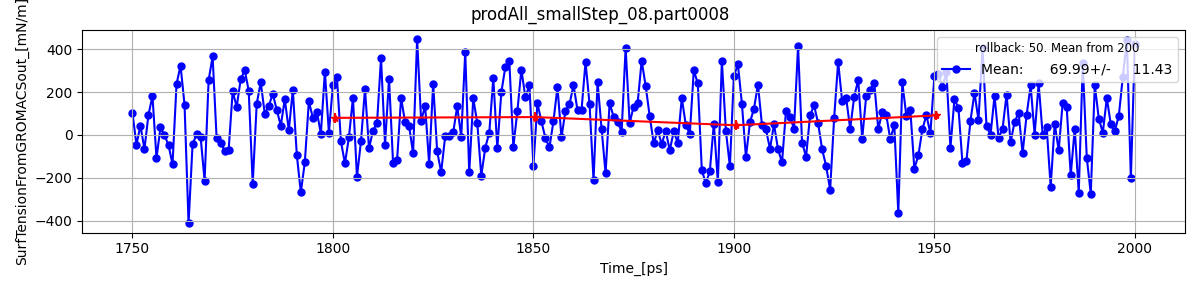 prodAll_smallStep_08.part0008
SurfTensionFromGROMACSout_[mN/m]
400
200
0
−200
−400
rollback: 50. Mean from 200
Mean: 69.99+/- 11.43
1750
1800
1850
1900
1950
2000
Time_[ps]